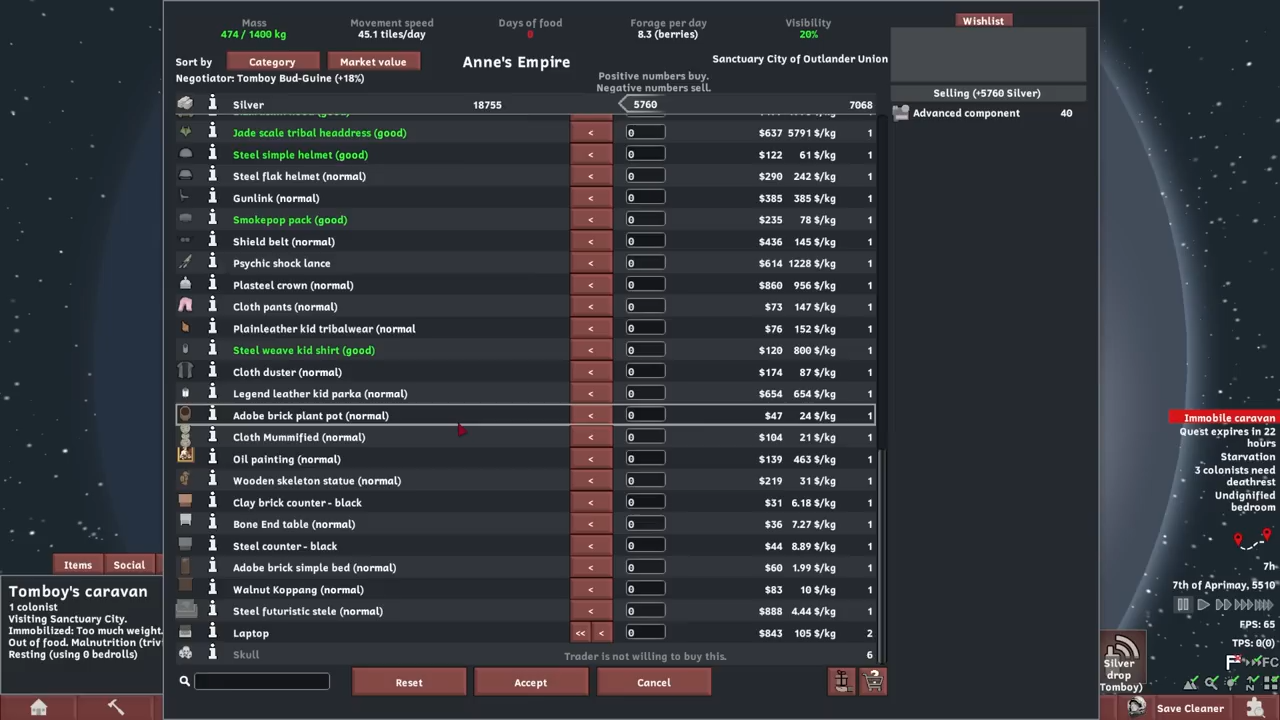 Mass
474 / 1400 kg
Movement speed
45.1 tiles/day
Days of food
0
Forage per day
8.3 (berries)
Visibility
20%
Wishlist
Sort by
Category
Market value
Anne's Empire
Sanctuary City of Outlander Union
Negotiator: Tomboy Bud-Guine (+18%)
Positive numbers buy.
Negative numbers sell.
Selling (+5760 Silver)
Advanced component 40
Silver 18755 5760 7068
Jade scale tribal headdress (good) < 0 $637 5791 $/kg 1
Steel simple helmet (good) < 0 $122 61 $/kg 1
Steel flak helmet (normal) < 0 $290 242 $/kg 1
Gunlink (normal) < 0 $385 385 $/kg 1
Smokepop pack (good) < 0 $235 78 $/kg 1
Shield belt (normal) < 0 $436 145 $/kg 1
Psychic shock lance < 0 $614 1228 $/kg 1
Plasteel crown (normal) < 0 $860 956 $/kg 1
Cloth pants (normal) < 0 $73 147 $/kg 1
Plainleather kid tribalwear (normal < 0 $76 152 $/kg 1
Steel weave kid shirt (good) < 0 $120 800 $/kg 1
Cloth duster (normal) < 0 $174 87 $/kg 1
Legend leather kid parka (normal) < 0 $654 654 $/kg 1
Adobe brick plant pot (normal) < 0 $47 24 $/kg 1
Cloth Mummified (normal) < 0 $104 21 $/kg 1
Oil painting (normal) < 0 $139 463 $/kg 1
Wooden skeleton statue (normal) < 0 $219 31 $/kg 1
Clay brick counter - black < 0 $31 6.18 $/kg 1
Bone End table (normal) < 0 $36 7.27 $/kg 1
Steel counter - black < 0 $44 8.89 $/kg 1
Adobe brick simple bed (normal) < 0 $60 1.99 $/kg 1
Walnut Koppang (normal) < 0 $83 10 $/kg 1
Steel futuristic stele (normal) < 0 $888 4.44 $/kg 1
Laptop << < 0 $843 105 $/kg 2
Skull Trader is not willing to buy this. 6
Reset
Accept
Cancel
Items
Social
Tomboy's caravan
1 colonist
Visiting Sanctuary City.
Immobilized: Too much weight.
Out of food. Malnutrition (triv
Resting (using 0 bedrolls)
Immobile caravan
Quest expires in 22
hours
Starvation
3 colonists need
deathrest
Undignified
bedroom
7h
7th of Aprimay, 5510
FPS: 65
TPS: 0(0)
FC
Silver
drop
Tomboy)
Save Cleaner